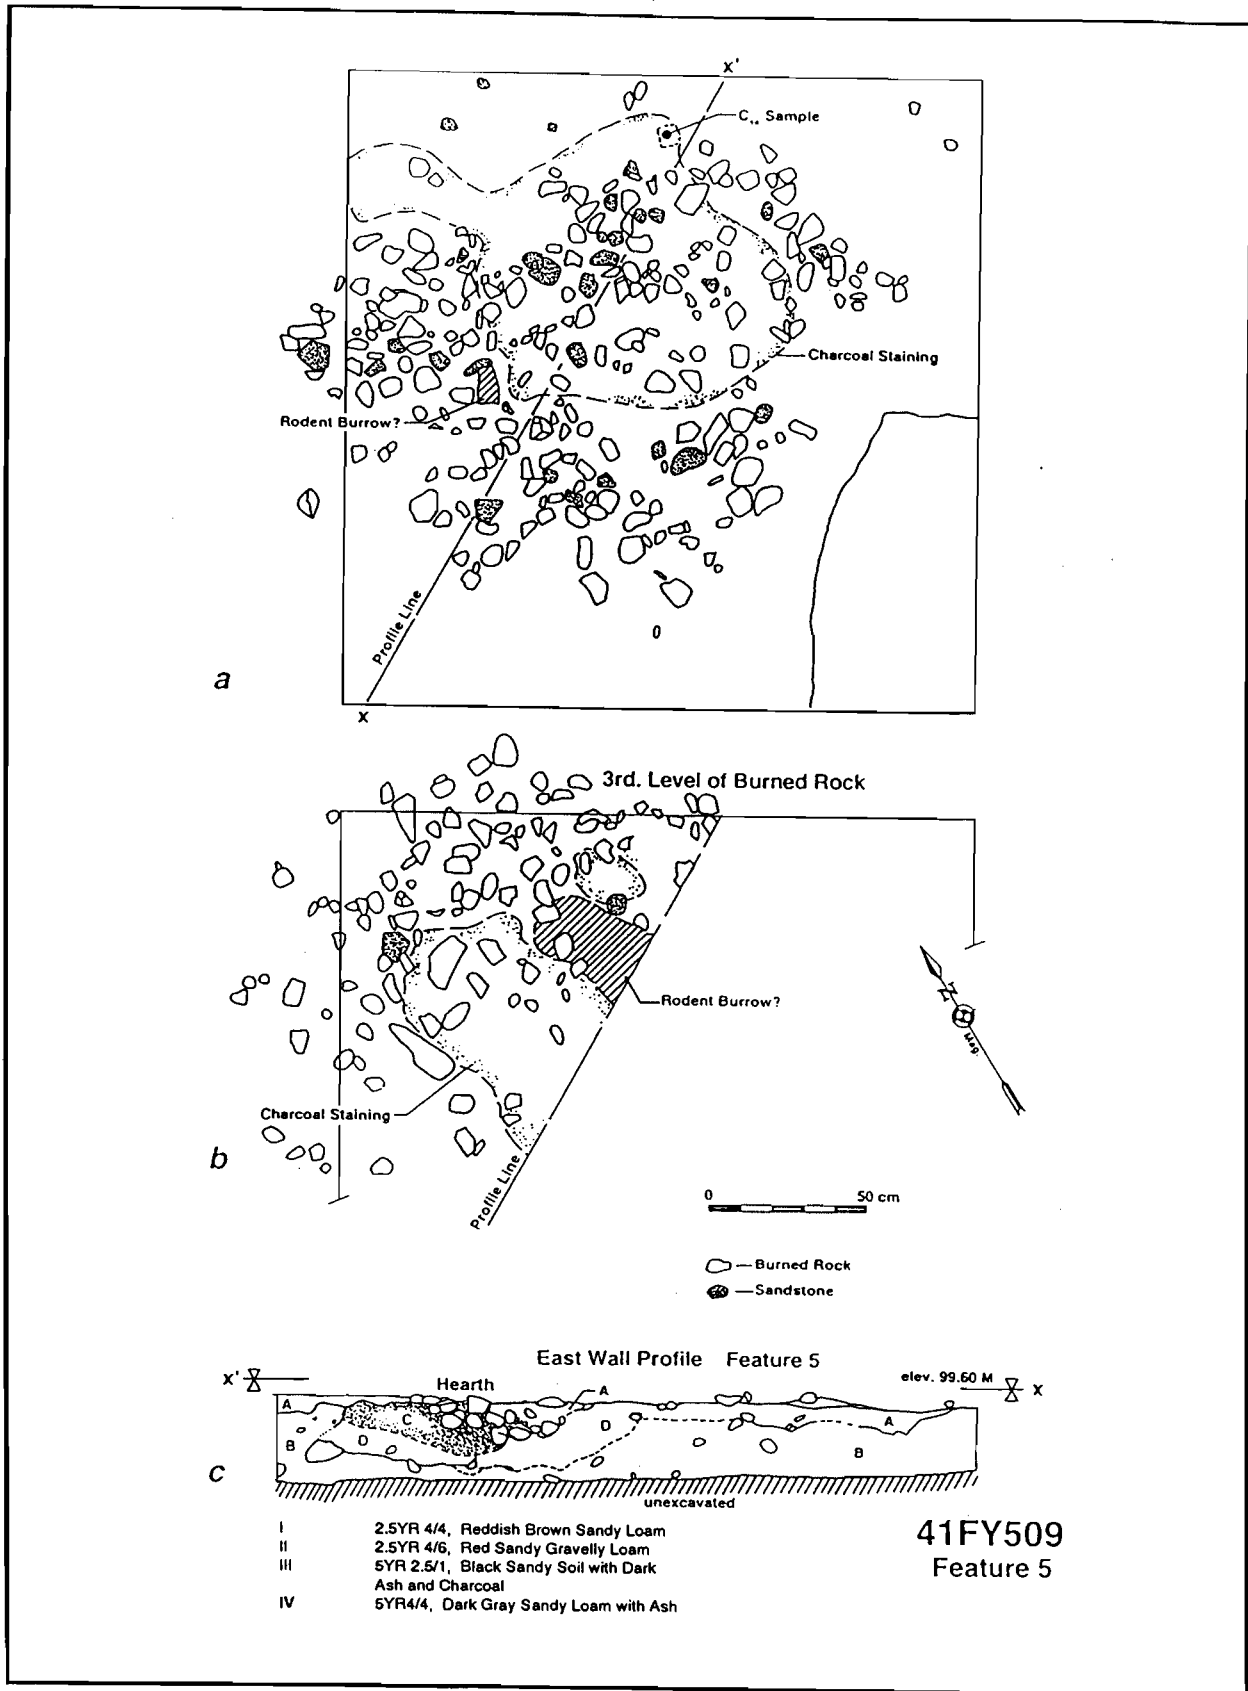 X'
C14 Sample
Charcoal Staining
Rodent Burrow?
Profile Line
a
X
3rd. Level of Burned Rock
Rodent Burrow?
N
Mag.
Charcoal Staining
b
Profile Line
0 50 cm
Burned Rock
Sandstone
East Wall Profile Feature 5
X' Hearth A elev. 99.60 M X
A C D A
B D B
c
unexcavated
I 2.5YR 4/4, Reddish Brown Sandy Loam
II 2.5YR 4/6, Red Sandy Gravelly Loam
III 5YR 2.5/1, Black Sandy Soil with Dark
Ash and Charcoal
IV 5YR4/4, Dark Gray Sandy Loam with Ash
41FY509
Feature 5